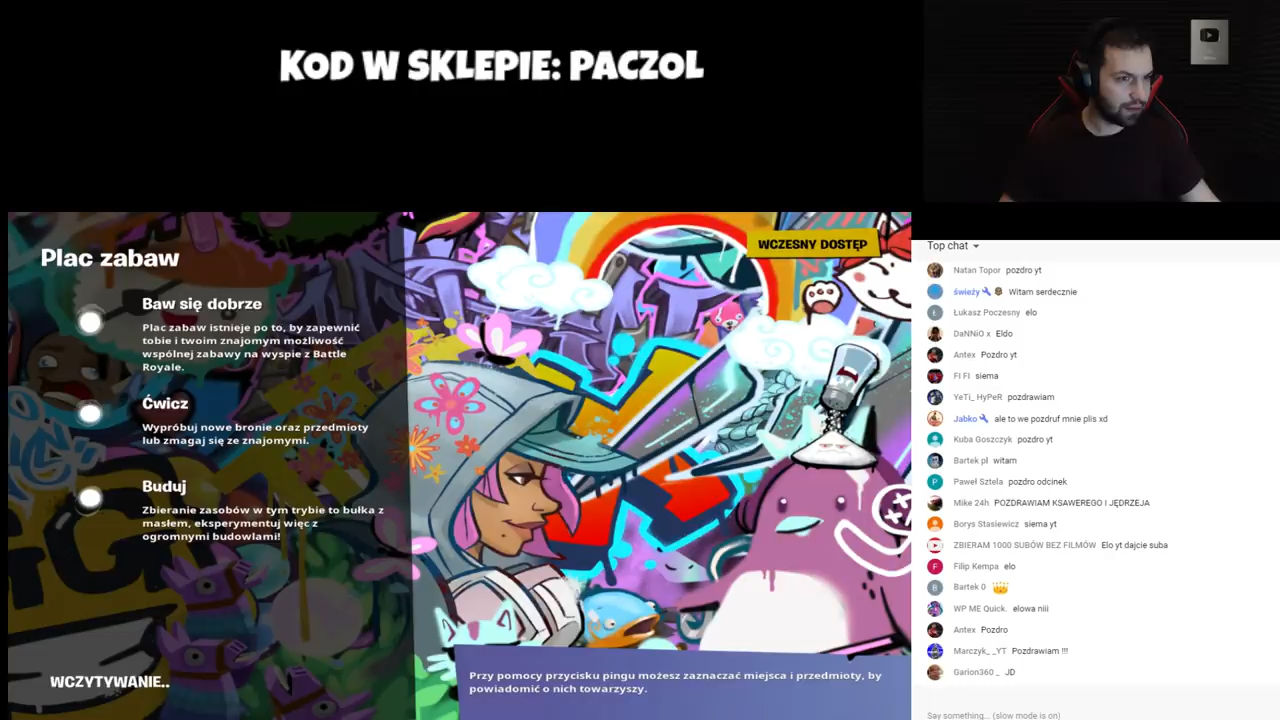 KOD W SKLEPIE: PACZOL
Plac zabaw
WCZESNY DOSTĘP
Baw się dobrze
Plac zabaw istnieje po to, by zapewnić
tobie i twoim znajomym możliwość
wspólnej zabawy na wyspie z Battle
Royale.
Ćwicz
Wypróbuj nowe bronie oraz przedmioty
lub zmagaj się ze znajomymi.
Buduj
Zbieranie zasobów w tym trybie to bułka z
masłem, eksperymentuj więc z
ogromnymi budowlami!
WCZYTYWANIE..
Przy pomocy przycisku pingu możesz zaznaczać miejsca i przedmioty, by
powiadomić o nich towarzyszy.
Top chat
Natan Topor pozdro yt
świeży Witam serdecznie
Łukasz Poczesny elo
DaNNiO x Eldo
Antex Pozdro yt
FI FI siema
YeTi_ HyPeR pozdrawiam
Jabko ale to we pozdruf mnie plis xd
Kuba Goszczyk pozdro yt
Bartek pl witam
Paweł Sztela pozdro odcinek
Mike 24h POZDRAWIAM KSAWEREGO I JĘDRZEJA
Borys Stasiewicz siema yt
ZBIERAM 1000 SUBÓW BEZ FILMÓW Elo yt dajcie suba
Filip Kempa elo
Bartek 0
WP ME Quick. elowa niii
Antex Pozdro
Marczyk_ _YT Pozdrawiam !!!
Garion360 _ JD
Say something... (slow mode is on)